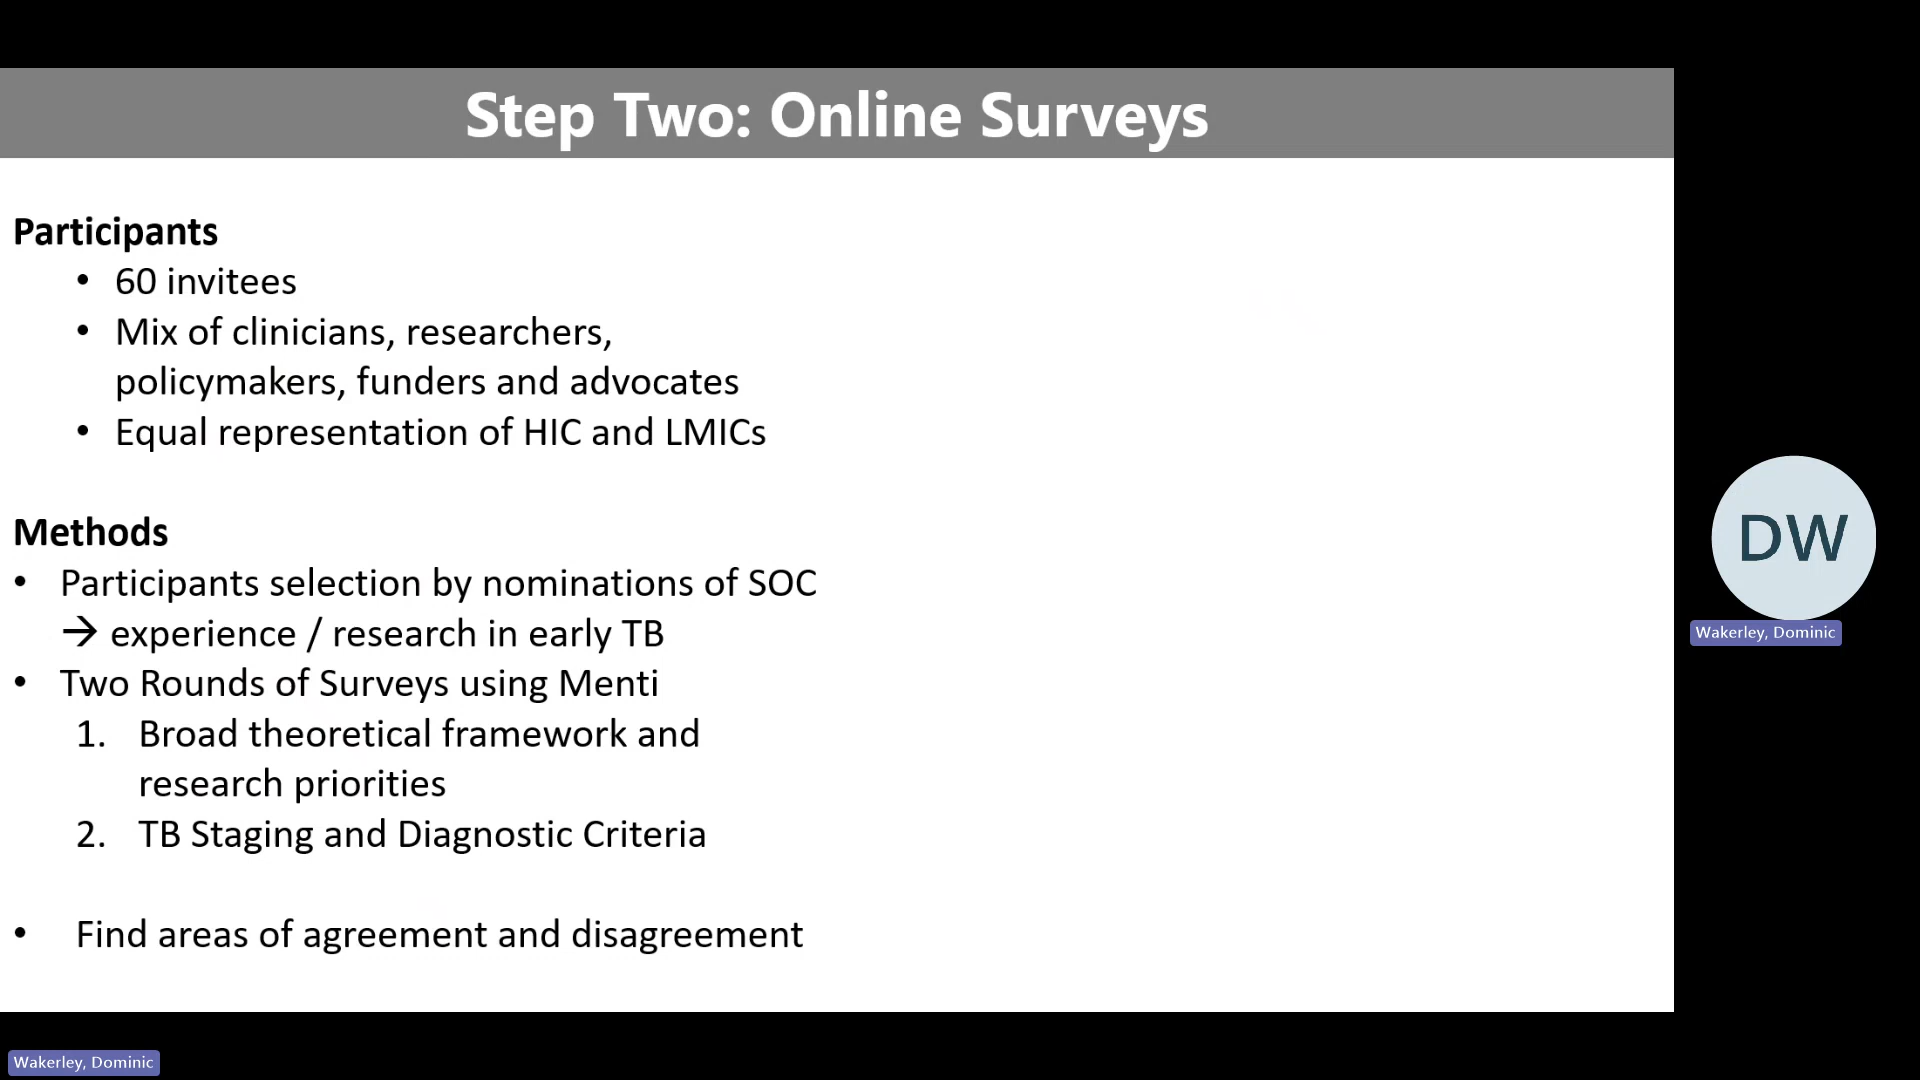 Step Two: Online Surveys
Participants
• 60 invitees
• Mix of clinicians, researchers,
policymakers, funders and advocates
• Equal representation of HIC and LMICs
Methods
• Participants selection by nominations of SOC
→ experience / research in early TB
• Two Rounds of Surveys using Menti
1. Broad theoretical framework and
research priorities
2. TB Staging and Diagnostic Criteria
• Find areas of agreement and disagreement
DW
Wakerley, Dominic
Wakerley, Dominic